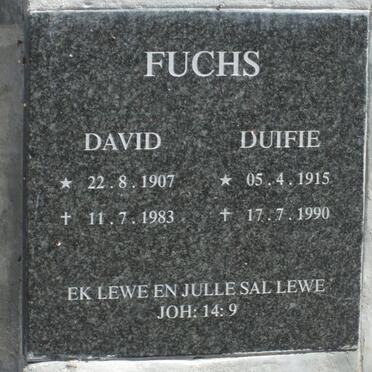 FUCHS
DAVID DUIFIE
★ 22.8.1907 ★ 05.4.1915
✝ 11.7.1983 ✝ 17.7.1990
EK LEWE EN JULLE SAL LEWE
JOH: 14: 9